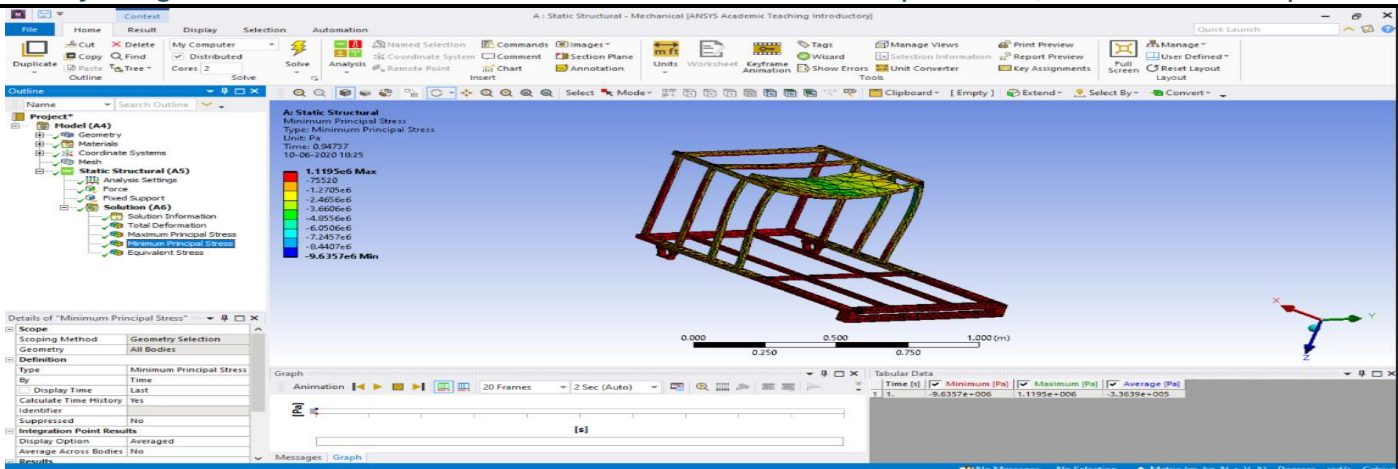 Context
A : Static Structural - Mechanical [ANSYS Academic Teaching Introductory]
File Home Result Display Selection Automation
Quick Launch
Duplicate
Cut
Copy
Paste
Delete
Find
Tree
Outline
My Computer
Distributed
Cores 2
Solve
Solve
Analysis
Named Selection
Coordinate System
Remote Point
Commands
Comment
Chart
Images
Section Plane
Annotation
Insert
Units
Worksheet
Keyframe Animation
Tags
Wizard
Show Errors
Manage Views
Selection Information
Unit Converter
Print Preview
Report Preview
Key Assignments
Tools
Full Screen
Manage
User Defined
Reset Layout
Layout
Outline
Name Search Outline
Select Mode Clipboard [ Empty ] Extend Select By Convert
Project*
Model (A4)
Geometry
Materials
Coordinate Systems
Mesh
Static Structural (A5)
Analysis Settings
Force
Fixed Support
Solution (A6)
Solution Information
Total Deformation
Maximum Principal Stress
Minimum Principal Stress
Equivalent Stress
A: Static Structural
Minimum Principal Stress
Type: Minimum Principal Stress
Unit: Pa
Time: 0.94737
10-06-2020 18:25
1.1195e6 Max
-75520
-1.2705e6
-2.4656e6
-3.6606e6
-4.8556e6
-6.0506e6
-7.2457e6
-8.4407e6
-9.6357e6 Min
0.000 0.500 1.000 (m)
0.250 0.750
X
Y
Z
Details of "Minimum Principal Stress"
Scope
Scoping Method Geometry Selection
Geometry All Bodies
Definition
Type Minimum Principal Stress
By Time
Display Time Last
Calculate Time History Yes
Identifier
Suppressed No
Integration Point Results
Display Option Averaged
Average Across Bodies No
Results
Graph
Animation 20 Frames 2 Sec (Auto)
[Pa]
[s]
Messages Graph
Tabular Data
Time [s] Minimum [Pa] Maximum [Pa] Average [Pa]
1 1. -9.6357e+006 1.1195e+006 -3.3639e+005